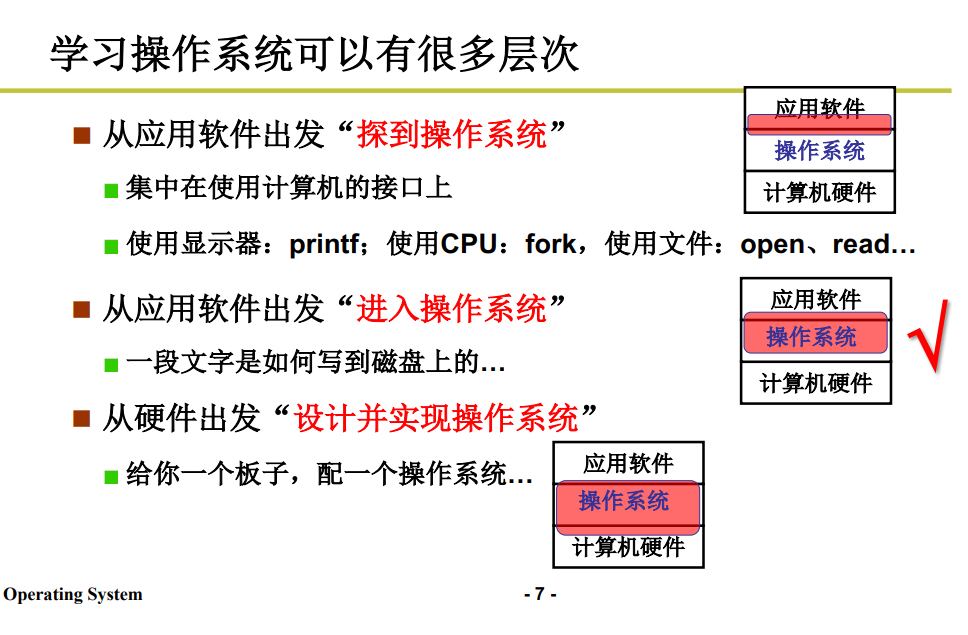 学习操作系统可以有很多层次
从应用软件出发“探到操作系统”
应用软件
操作系统
计算机硬件
集中在使用计算机的接口上
使用显示器：printf；使用CPU：fork，使用文件：open、read…
从应用软件出发“进入操作系统”
应用软件
操作系统
计算机硬件
一段文字是如何写到磁盘上的…
从硬件出发“设计并实现操作系统”
给你一个板子，配一个操作系统…
应用软件
操作系统
计算机硬件
Operating System
- 7 -